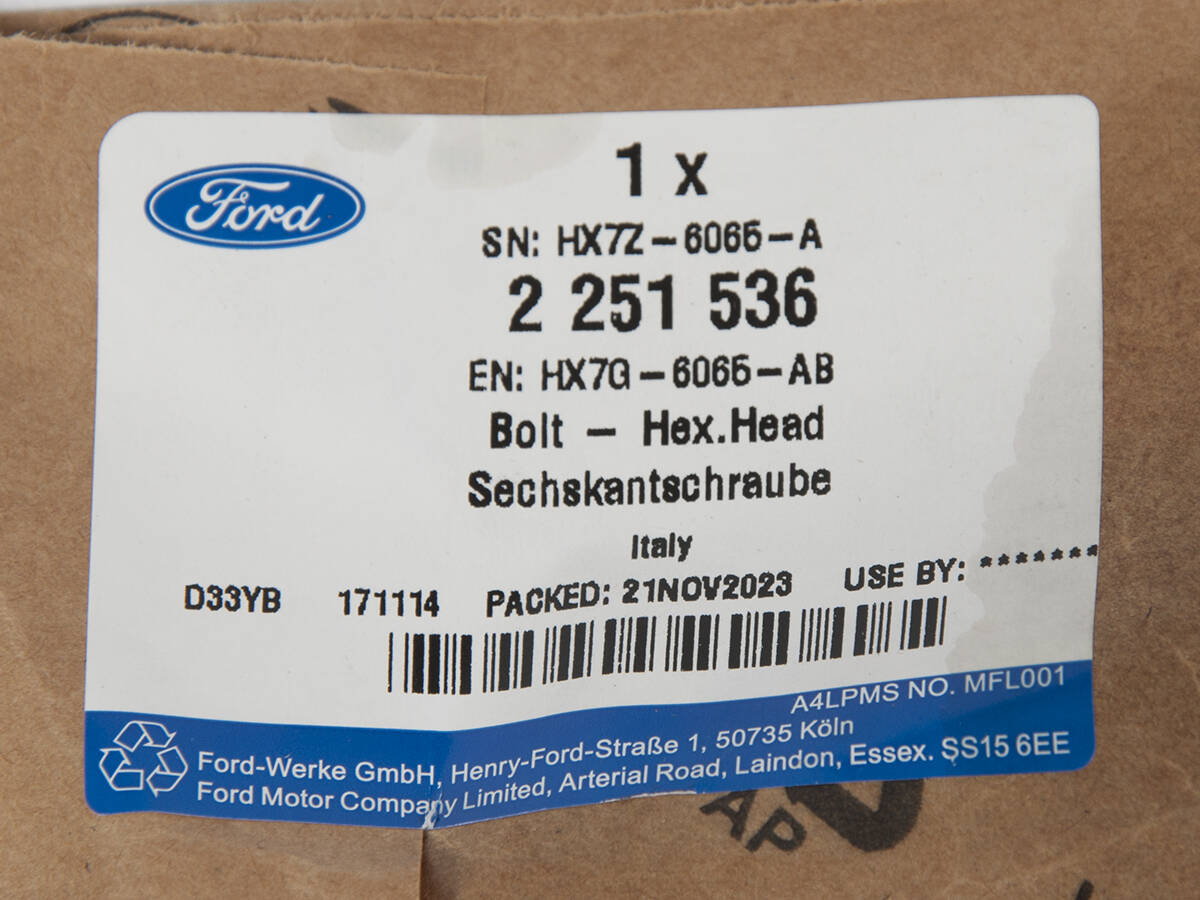 Ford
1 x
SN: HX7Z-6065-A
2 251 536
EN: HX7G-6065-AB
Bolt - Hex.Head
Sechskantschraube
Italy
D33YB 171114 PACKED: 21NOV2023 USE BY: *******
A4LPMS NO. MFL001
Ford-Werke GmbH, Henry-Ford-Straße 1, 50735 Köln
Ford Motor Company Limited, Arterial Road, Laindon, Essex. SS15 6EE
AP